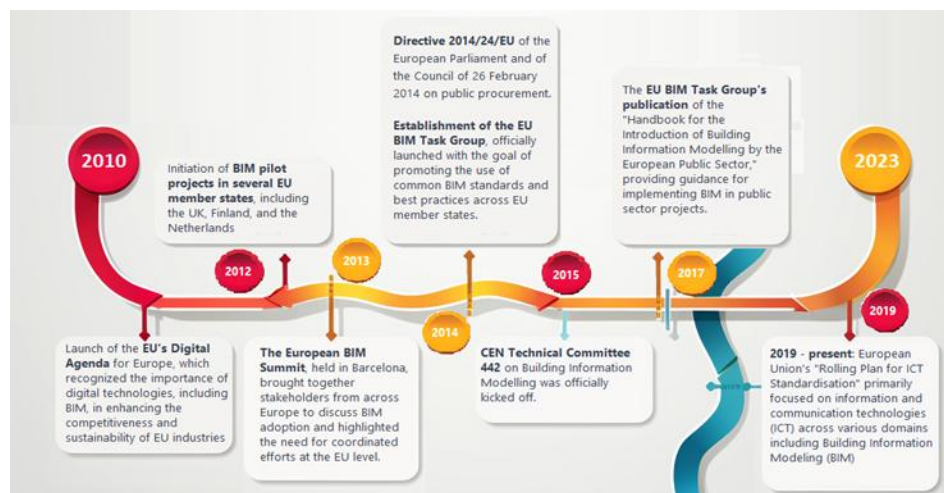 2010
Launch of the EU's Digital
Agenda for Europe, which
recognized the importance of
digital technologies, including
BIM, in enhancing the
competitiveness and
sustainability of EU industries
Initiation of BIM pilot
projects in several EU
member states, including
the UK, Finland, and the
Netherlands
2012
2013
The European BIM
Summit, held in Barcelona,
brought together
stakeholders from across
Europe to discuss BIM
adoption and highlighted
the need for coordinated
efforts at the EU level.
Directive 2014/24/EU of the
European Parliament and of
the Council of 26 February
2014 on public procurement.
Establishment of the EU
BIM Task Group, officially
launched with the goal of
promoting the use of
common BIM standards and
best practices across EU
member states.
2014
2015
CEN Technical Committee
442 on Building Information
Modelling was officially
kicked off.
The EU BIM Task Group's
publication of the
"Handbook for the
Introduction of Building
Information Modelling by the
European Public Sector,"
providing guidance for
implementing BIM in public
sector projects.
2017
2023
2019
2019 - present: European
Union's "Rolling Plan for ICT
Standardisation" primarily
focused on information and
communication technologies
(ICT) across various domains
including Building Information
Modeling (BIM)